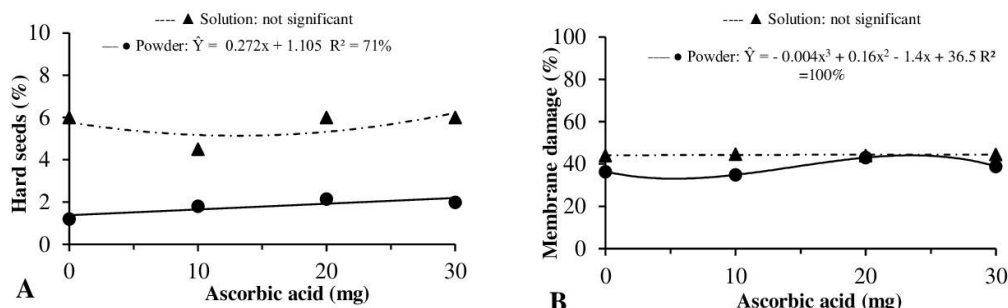 ---- ▲ Solution: not significant
— ● Powder: Ŷ = 0.272x + 1.105 R² = 71%
Hard seeds (%)
10
8
6
4
2
0
0 10 20 30
Ascorbic acid (mg)
A
---- ▲ Solution: not significant
— ● Powder: Ŷ = - 0.004x³ + 0.16x² - 1.4x + 36.5 R²
=100%
Membrane damage (%)
100
80
60
40
20
0
0 10 20 30
Ascorbic acid (mg)
B